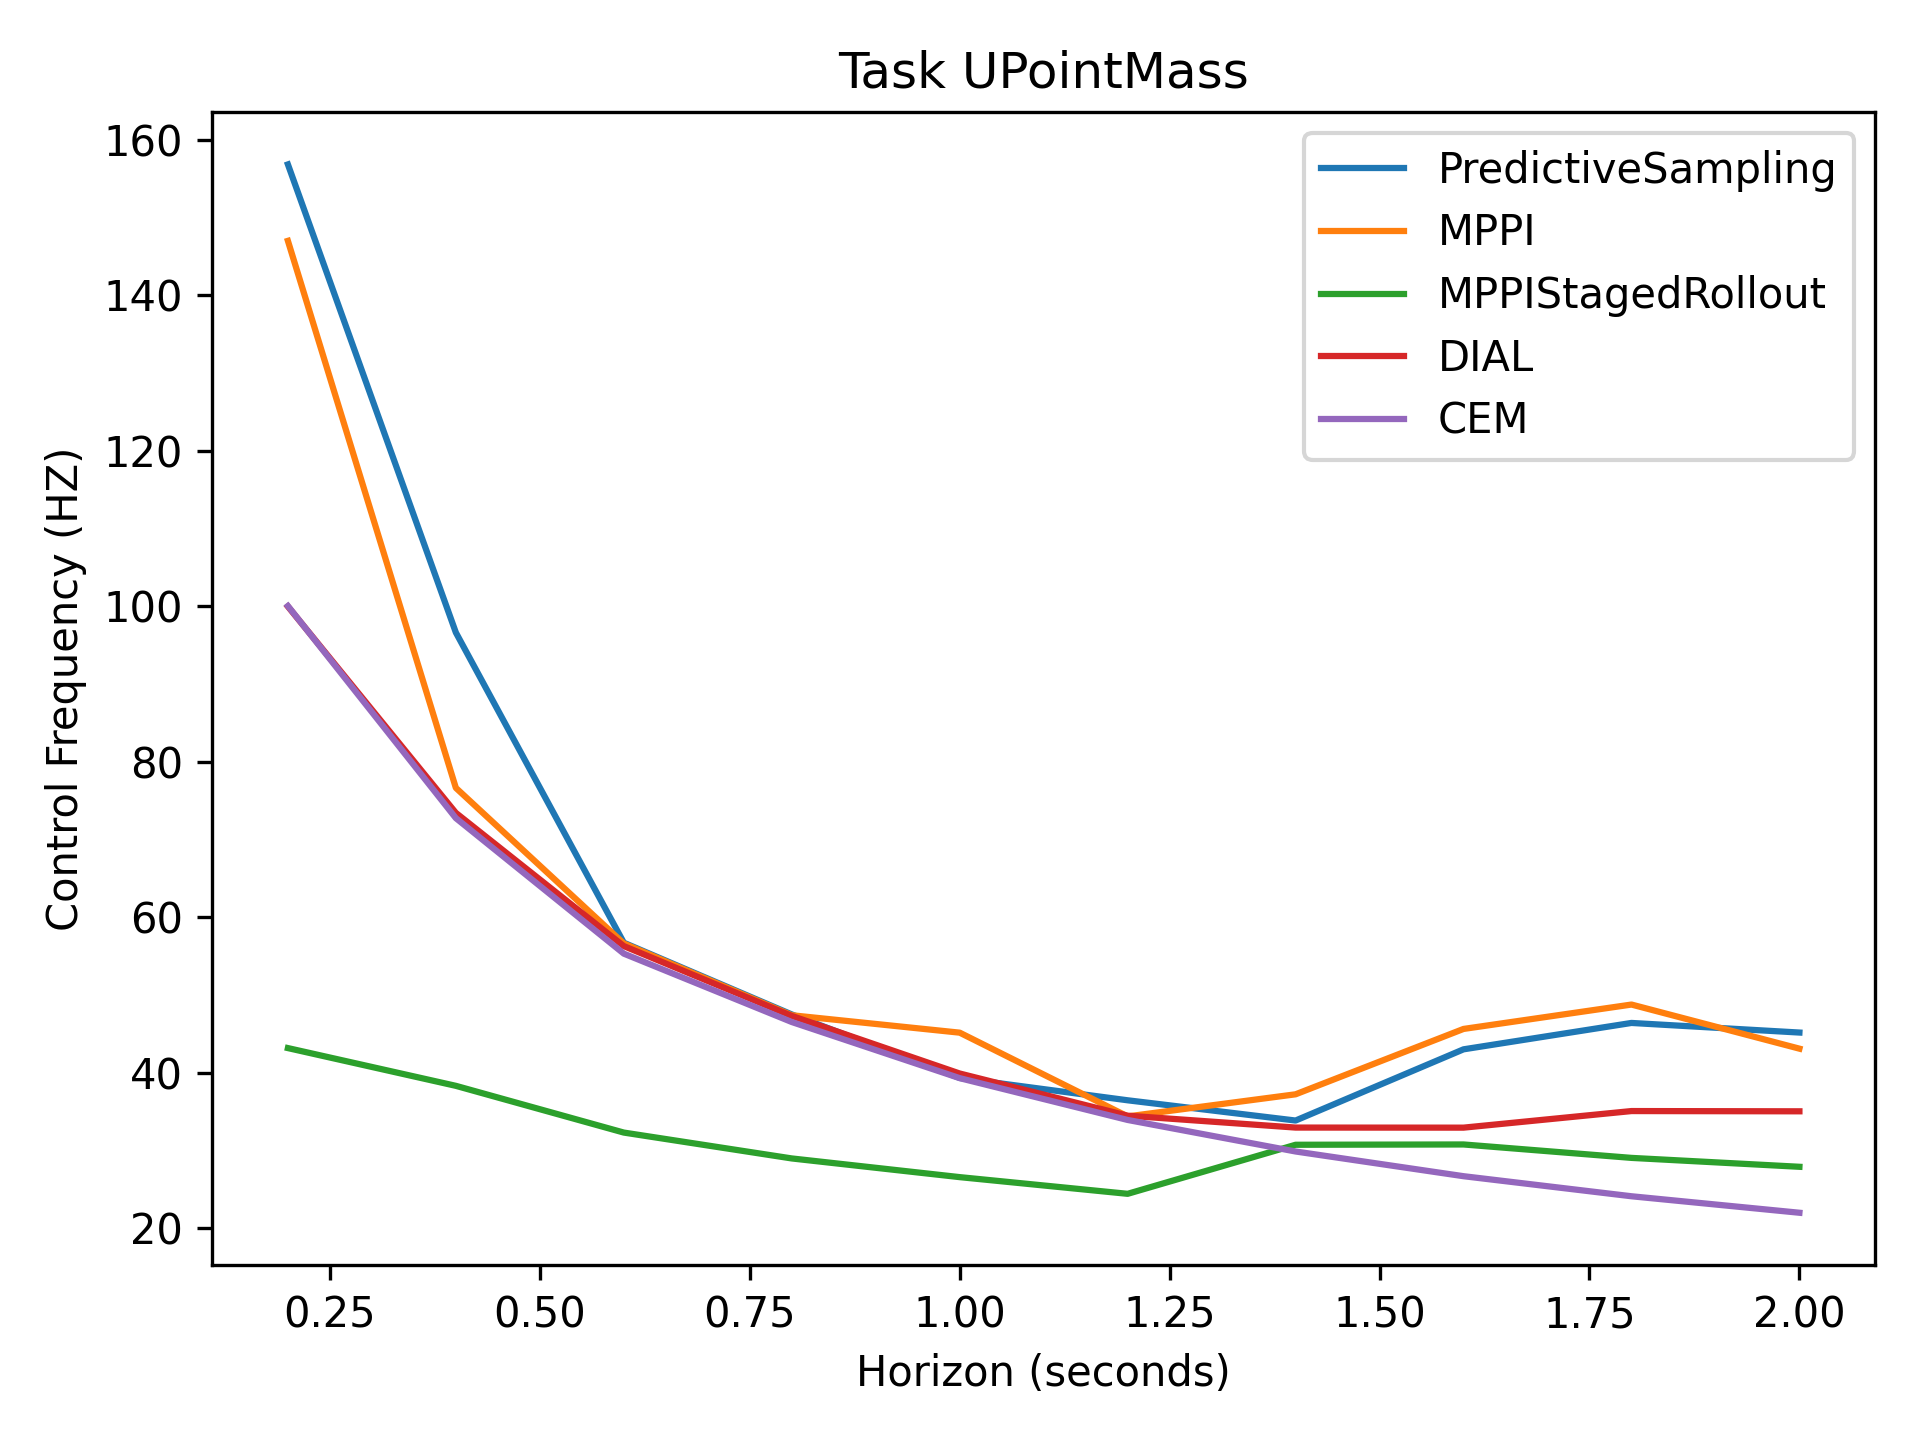 Task UPointMass
160
140
120
100
80
60
40
20
Control Frequency (HZ)
PredictiveSampling
MPPI
MPPIStagedRollout
DIAL
CEM
0.25 0.50 0.75 1.00 1.25 1.50 1.75 2.00
Horizon (seconds)